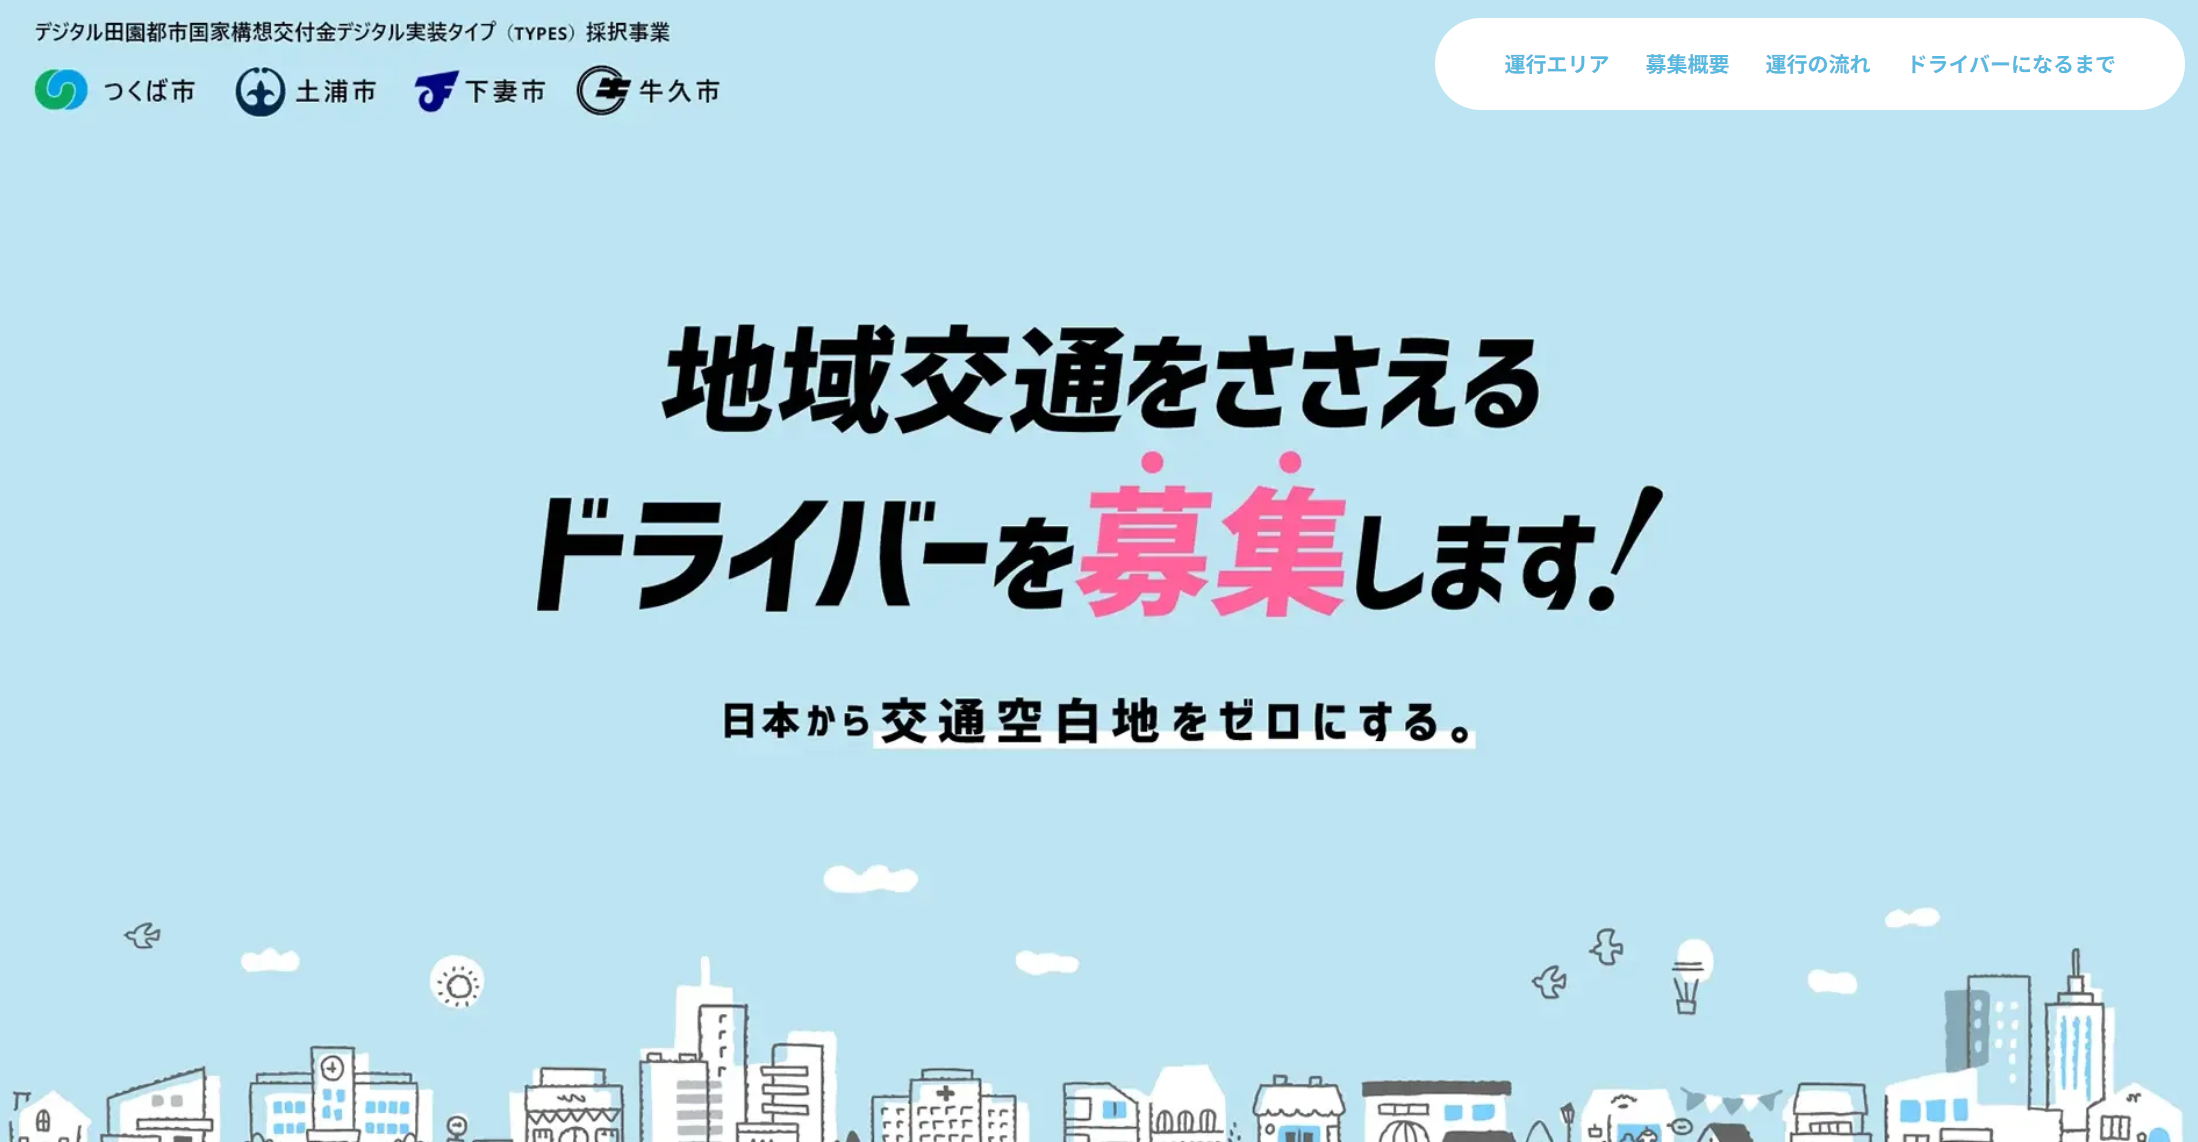 デジタル田園都市国家構想交付金デジタル実装タイプ（TYPES）採択事業
つくば市 土浦市 下妻市 牛久市
運行エリア 募集概要 運行の流れ ドライバーになるまで
地域交通をささえる
ドライバーを募集します!
日本から交通空白地をゼロにする。